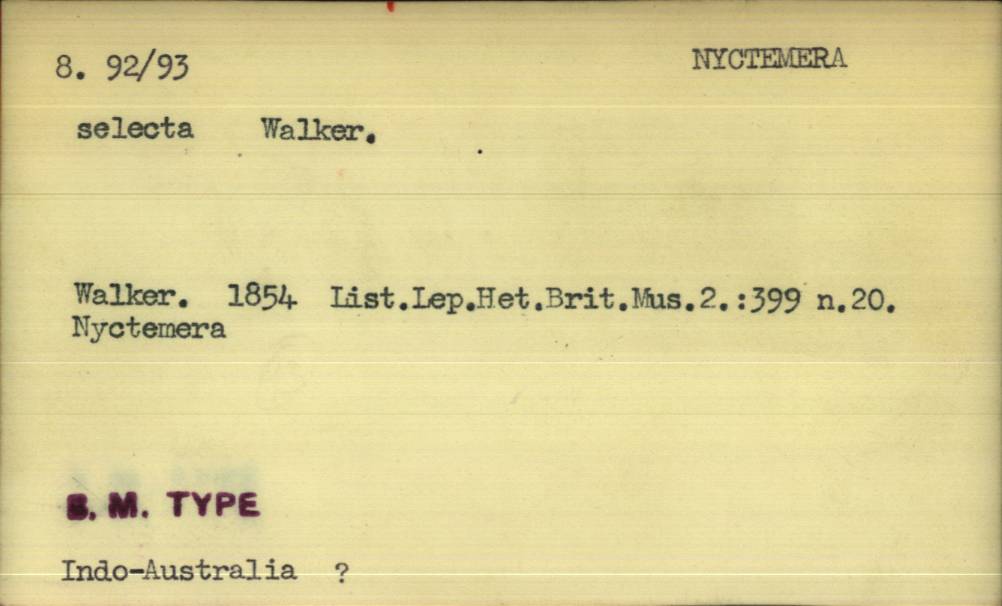 8. 92/93 NYCTEMERA
selecta Walker.
Walker. 1854 List.Lep.Het.Brit.Mus.2.:399 n.20.
Nyctemera
B. M. TYPE
Indo-Australia ?